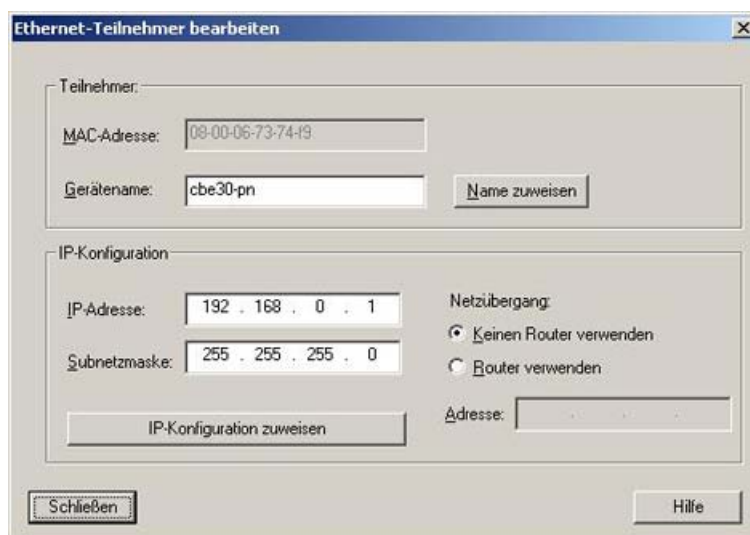 Ethernet-Teilnehmer bearbeiten
Teilnehmer:
MAC-Adresse: 08-00-06-73-74-f9
Gerätename: cbe30-pn Name zuweisen
IP-Konfiguration
IP-Adresse: 192 . 168 . 0 . 1
Subnetzmaske: 255 . 255 . 255 . 0
IP-Konfiguration zuweisen
Netzübergang:
Keinen Router verwenden
Router verwenden
Adresse: . . .
Schließen
Hilfe